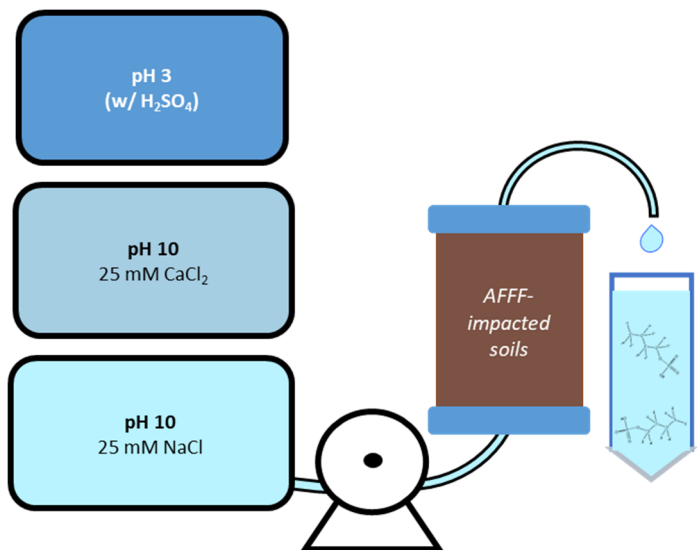 pH 3
(w/ H₂SO₄)
pH 10
25 mM CaCl₂
pH 10
25 mM NaCl
AFFF-
impacted
soils